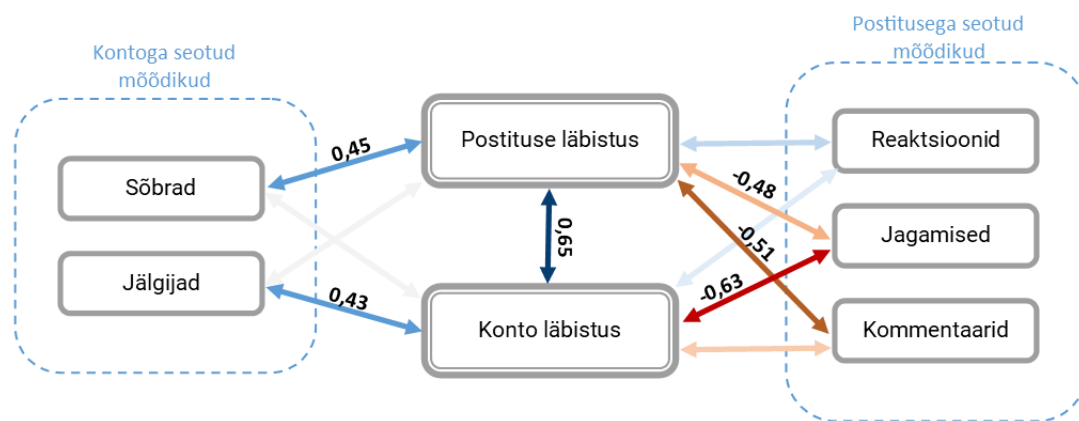 Kontoga seotud
mõõdikud
Postitusega seotud
mõõdikud
Sõbrad
Jälgijad
0,45
0,43
Postituse läbistus
0,65
Konto läbistus
-0,48
-0,51
-0,63
Reaktsioonid
Jagamised
Kommentaarid